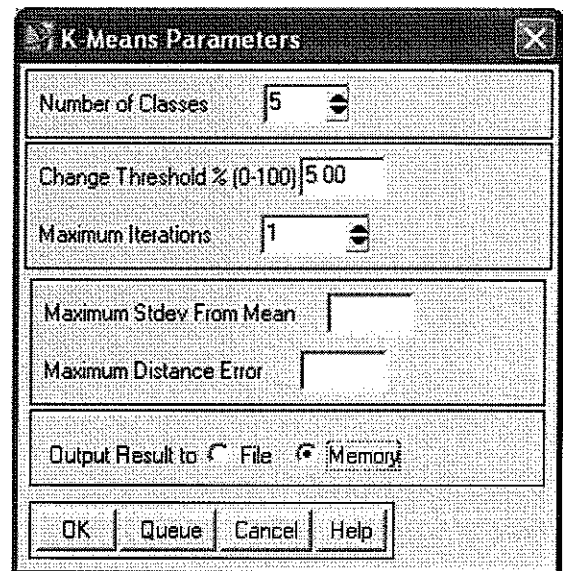 K-Means Parameters
Number of Classes 5
Change Threshold % (0-100) 5 00
Maximum Iterations 1
Maximum Stdev From Mean
Maximum Distance Error
Output Result to File Memory
OK Queue Cancel Help